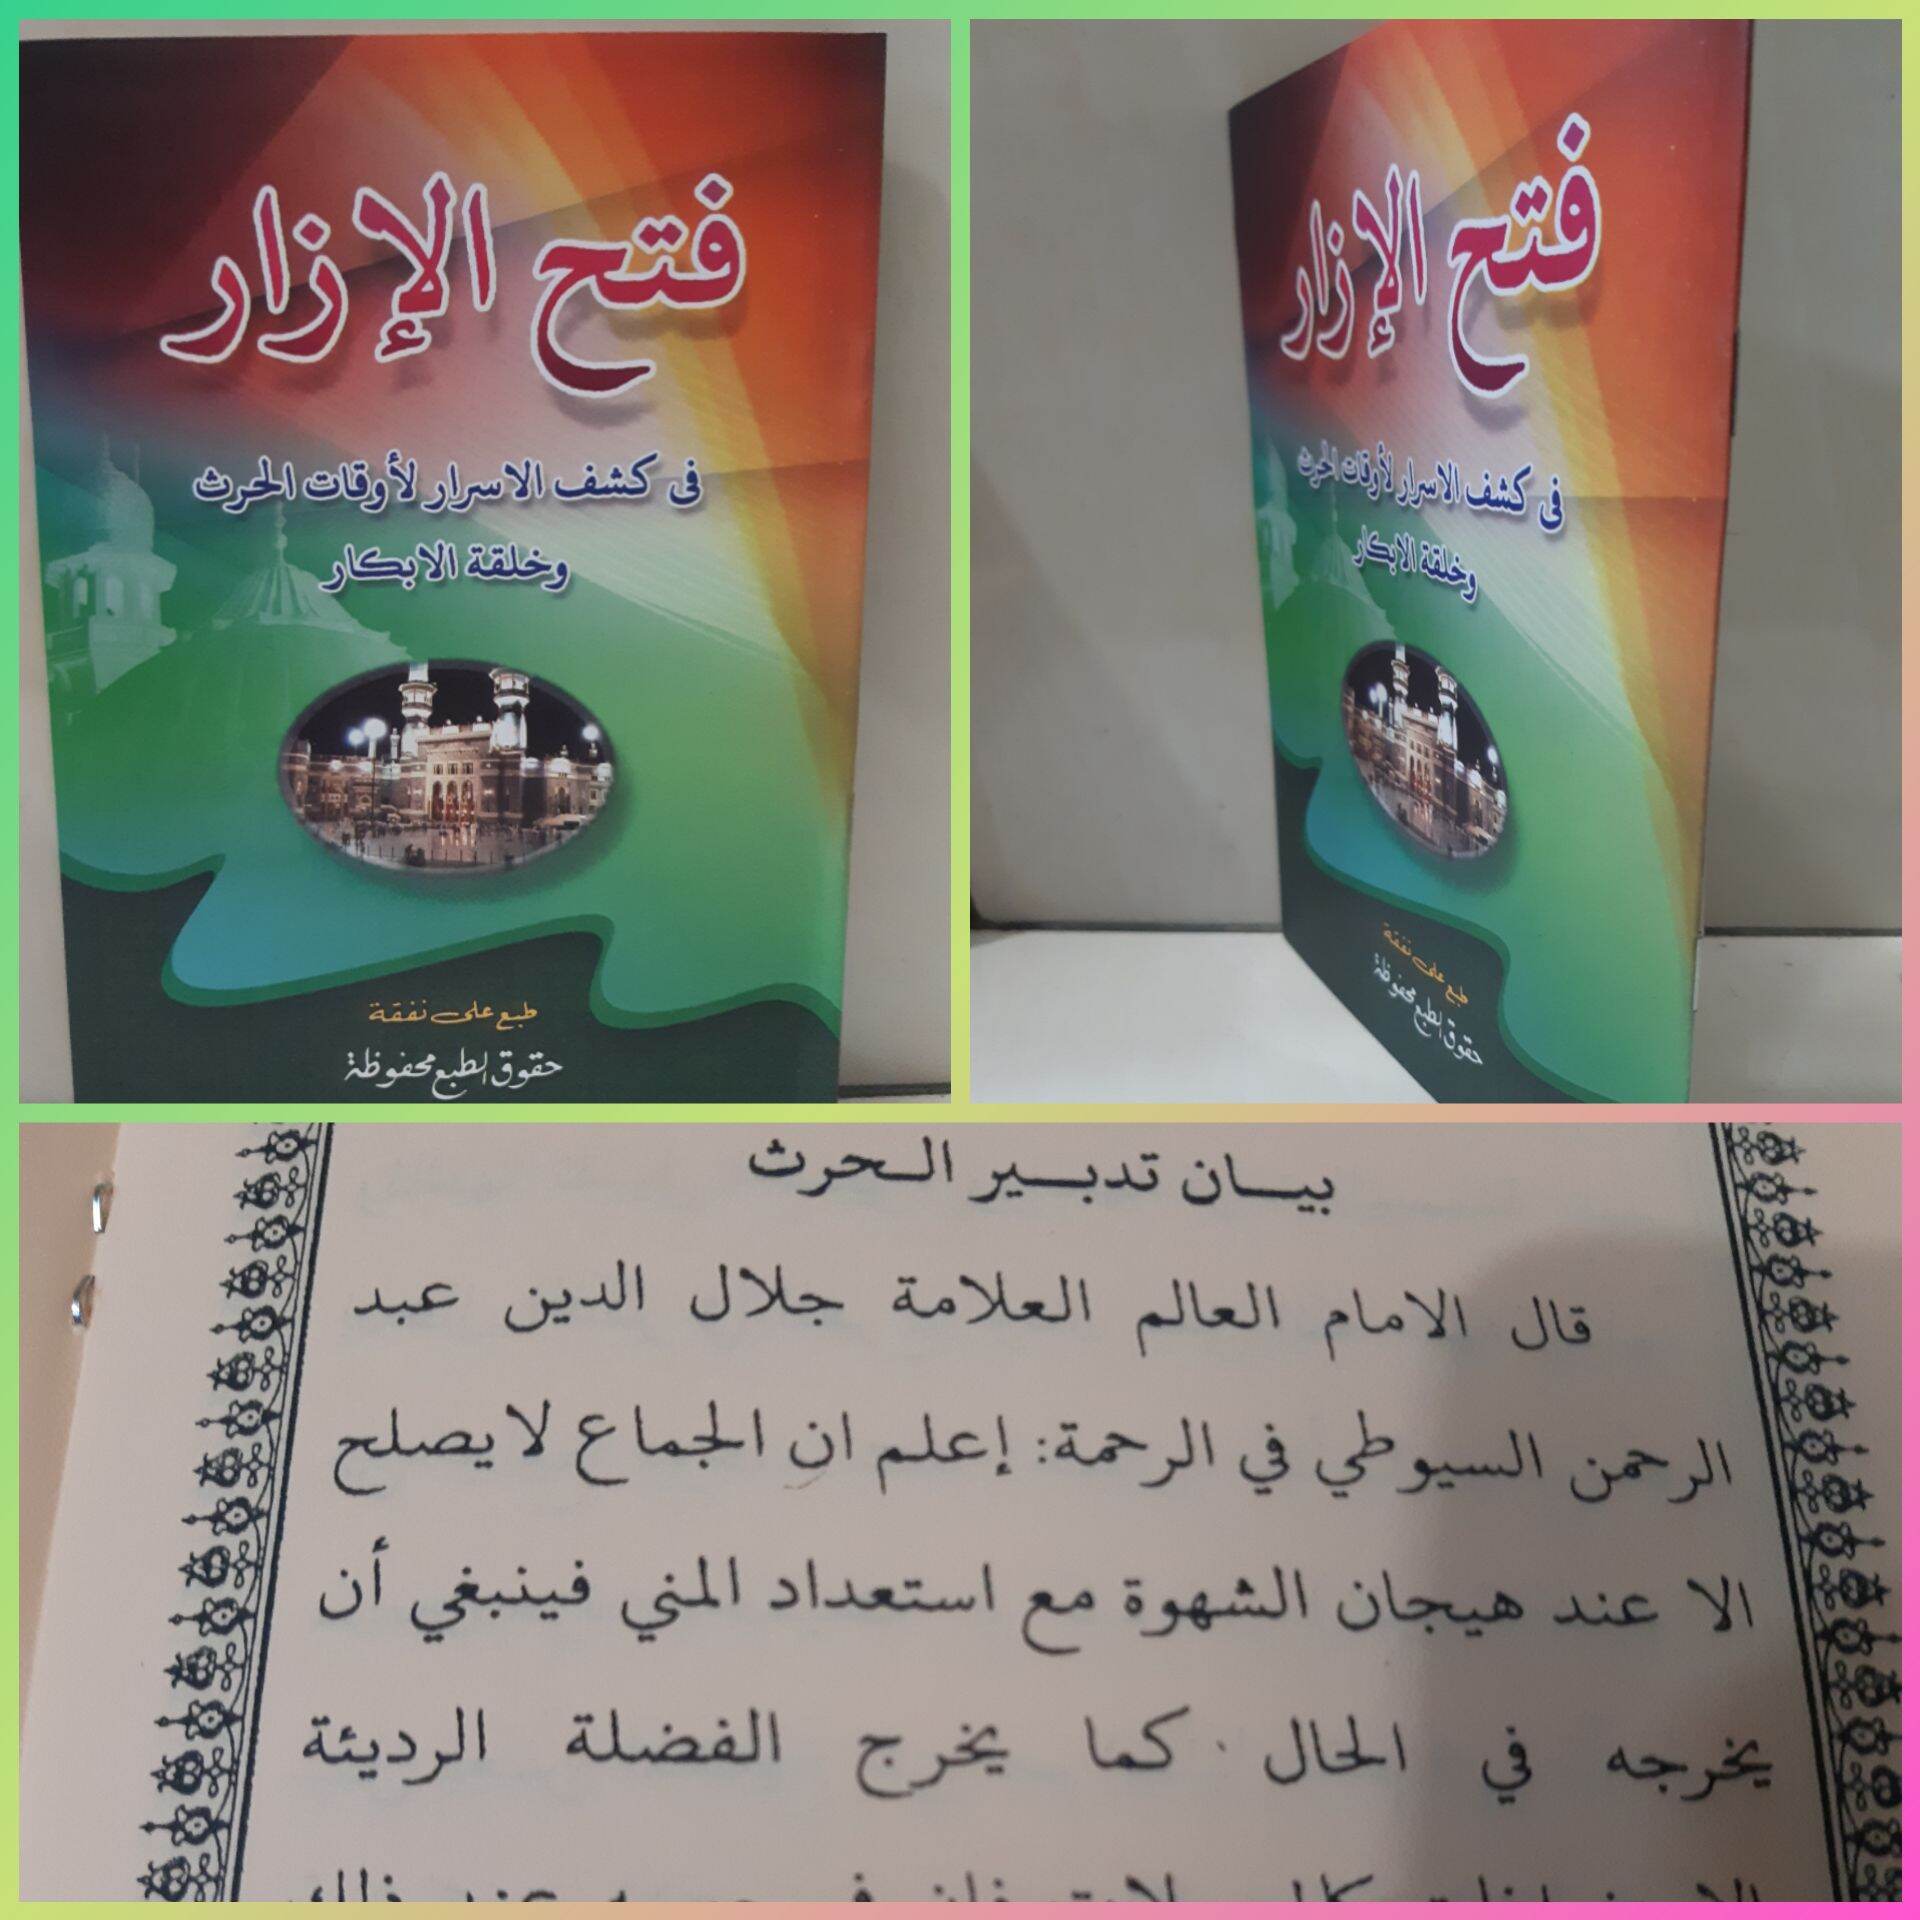 فتح الإزار
فى كشف الاسرار لأوقات الحرث
وخلقة الابكار
طبع على نفقة
حقوق الطبع محفوظة
فتح الإزار
فى كشف الاسرار لأوقات الحرث
وخلقة الابكار
طبع على نفقة
حقوق الطبع محفوظة
بيان تدبير الحرث
قال الامام العالم العلامة جلال الدين عبد
الرحمن السيوطي في الرحمة: إعلم ان الجماع لايصلح
الا عند هيجان الشهوة مع استعداد المني فينبغي أن
يخرجه في الحال كما يخرج الفضلة الرديئة